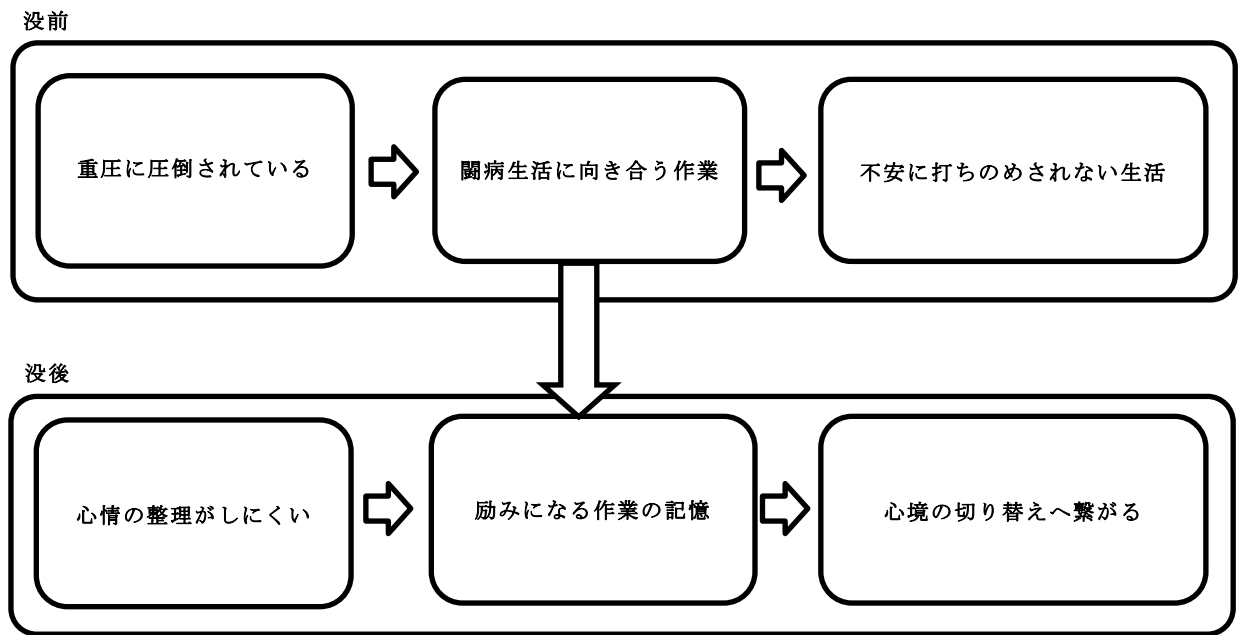 没前
重圧に圧倒されている
闘病生活に向き合う作業
不安に打ちのめされない生活
没後
心情の整理がしにくい
励みになる作業の記憶
心境の切り替えへ繋がる